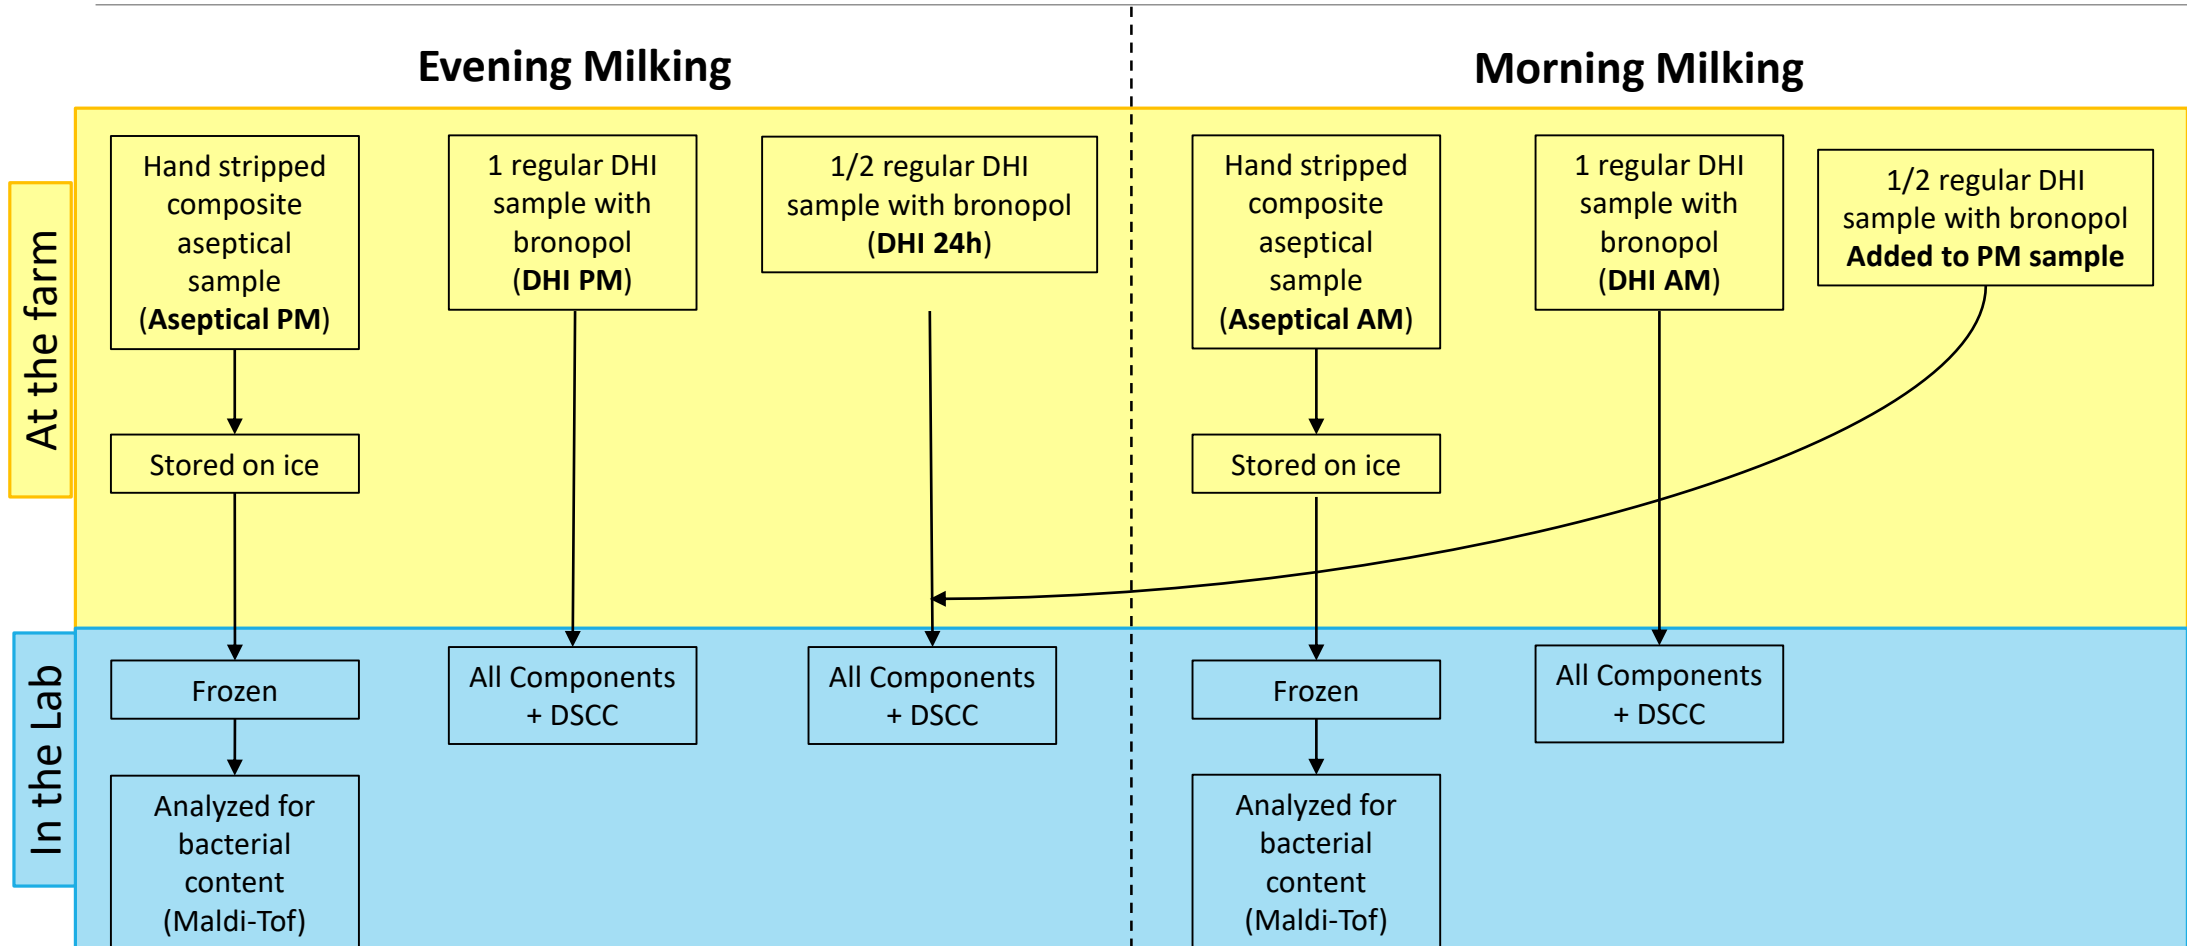 Evening Milking
Morning Milking
At the farm
Hand stripped
composite
aseptical
sample
(Aseptical PM)
1 regular DHI
sample with
bronopol
(DHI PM)
1/2 regular DHI
sample with bronopol
(DHI 24h)
Hand stripped
composite
aseptical
sample
(Aseptical AM)
1 regular DHI
sample with
bronopol
(DHI AM)
1/2 regular DHI
sample with bronopol
Added to PM sample
Stored on ice
Stored on ice
In the Lab
Frozen
All Components
+ DSCC
All Components
+ DSCC
Frozen
All Components
+ DSCC
Analyzed for
bacterial
content
(Maldi-Tof)
Analyzed for
bacterial
content
(Maldi-Tof)